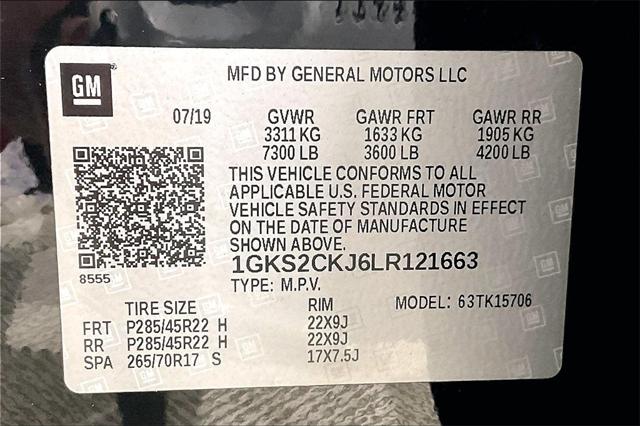 GM
MFD BY GENERAL MOTORS LLC
07/19 GVWR GAWR FRT GAWR RR
3311 KG 1633 KG 1905 KG
7300 LB 3600 LB 4200 LB
THIS VEHICLE CONFORMS TO ALL
APPLICABLE U.S. FEDERAL MOTOR
VEHICLE SAFETY STANDARDS IN EFFECT
ON THE DATE OF MANUFACTURE
SHOWN ABOVE.
8555
1GKS2CKJ6LR121663
TYPE: M.P.V.
TIRE SIZE RIM MODEL: 63TK15706
FRT P285/45R22 H 22X9J
RR P285/45R22 H 22X9J
SPA 265/70R17 S 17X7.5J